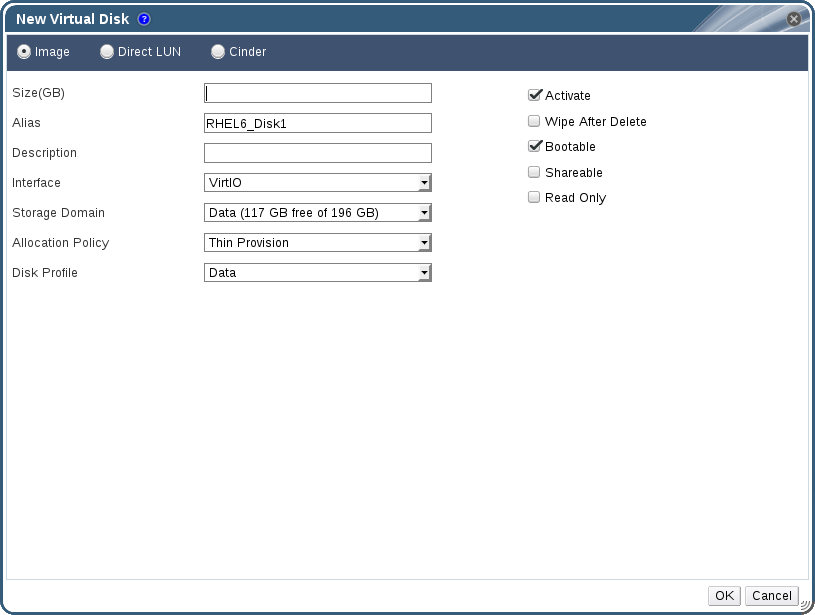 New Virtual Disk ?
Image Direct LUN Cinder
Size(GB)
Activate
Alias RHEL6_Disk1
Wipe After Delete
Description
Bootable
Interface VirtIO
Shareable
Read Only
Storage Domain Data (117 GB free of 196 GB)
Allocation Policy Thin Provision
Disk Profile Data
OK Cancel